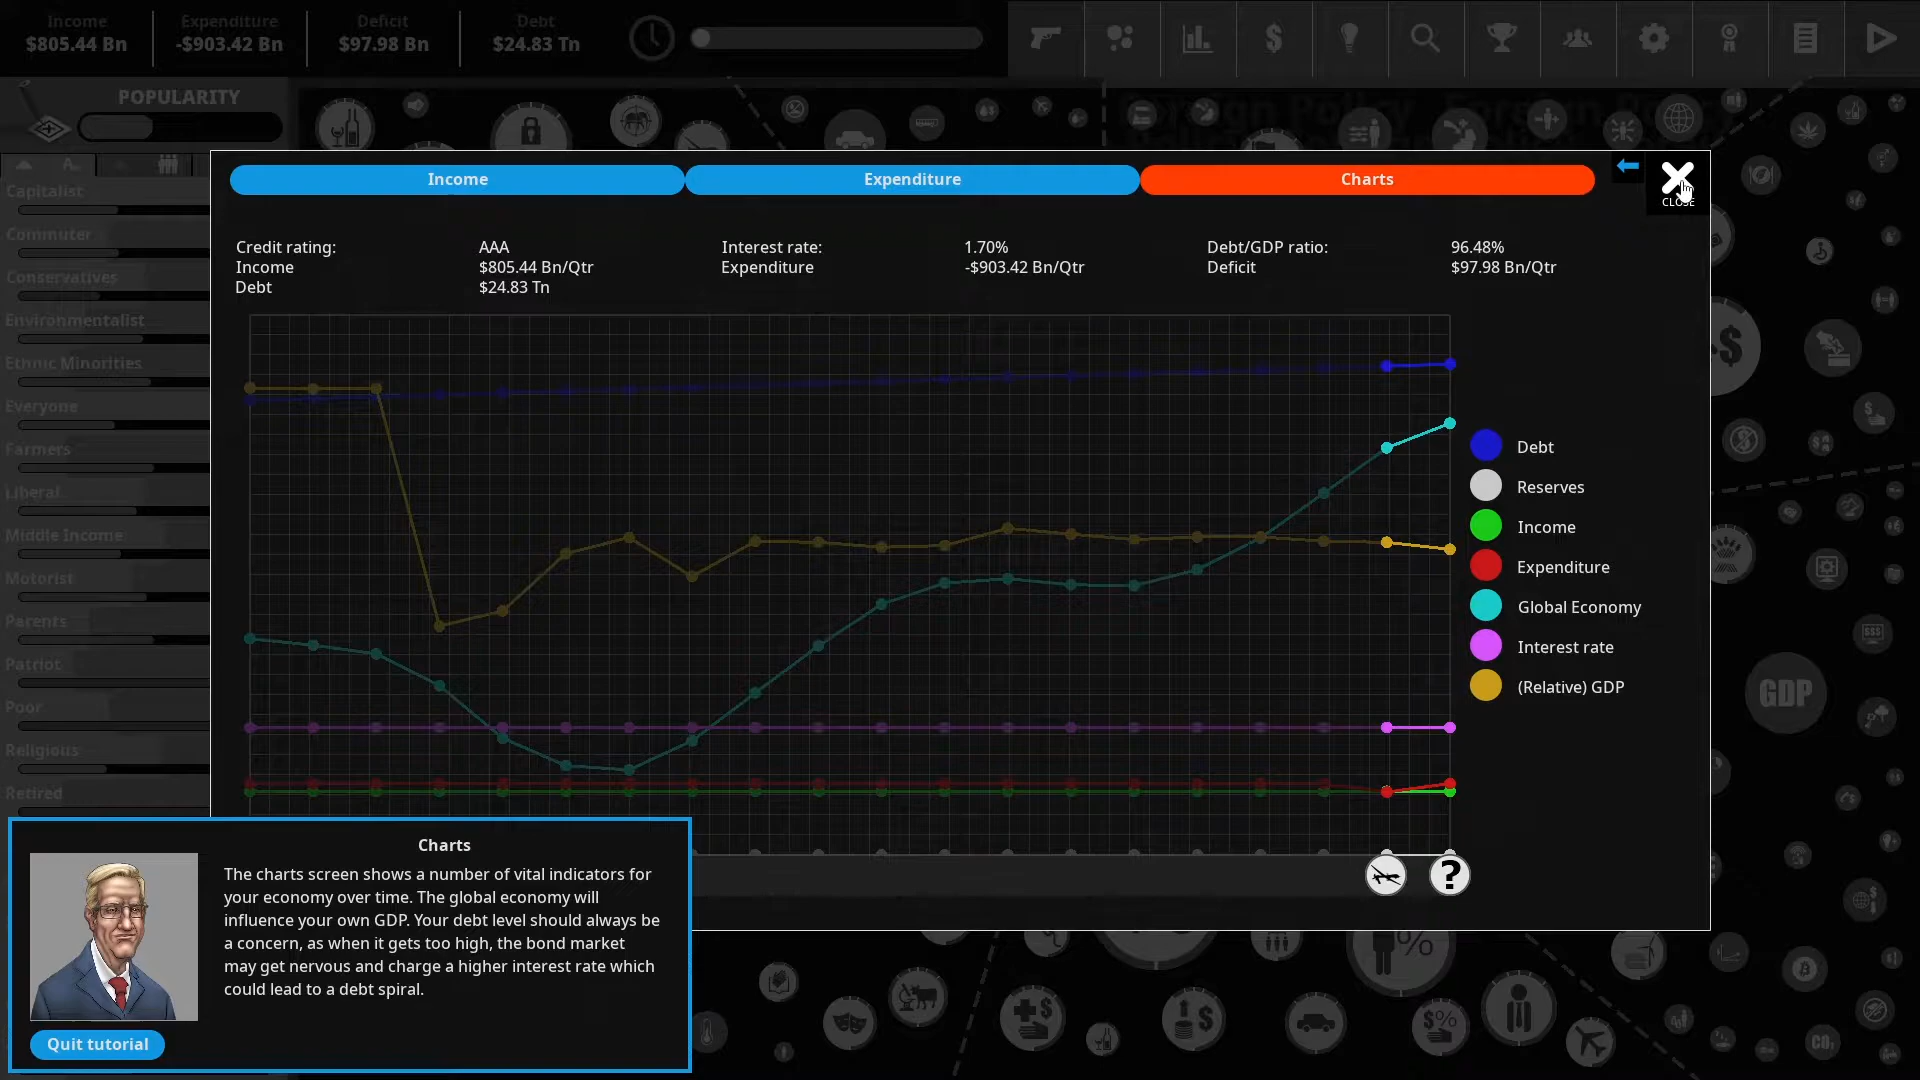 Income
$805.44 Bn
Expenditure
-$903.42 Bn
Deficit
$97.98 Bn
Debt
$24.83 Tn
POPULARITY
A..
Capitalist
Commuter
Conservatives
Environmentalist
Ethnic Minorities
Everyone
Farmers
Liberal
Middle Income
Motorist
Parents
Patriot
Poor
Religious
Retired
Income
Expenditure
Charts
CLOSE
Credit rating: AAA Interest rate: 1.70% Debt/GDP ratio: 96.48%
Income $805.44 Bn/Qtr Expenditure -$903.42 Bn/Qtr Deficit $97.98 Bn/Qtr
Debt $24.83 Tn
Debt
Reserves
Income
Expenditure
Global Economy
Interest rate
(Relative) GDP
?
GDP
Charts
The charts screen shows a number of vital indicators for
your economy over time. The global economy will
influence your own GDP. Your debt level should always be
a concern, as when it gets too high, the bond market
may get nervous and charge a higher interest rate which
could lead to a debt spiral.
Quit tutorial